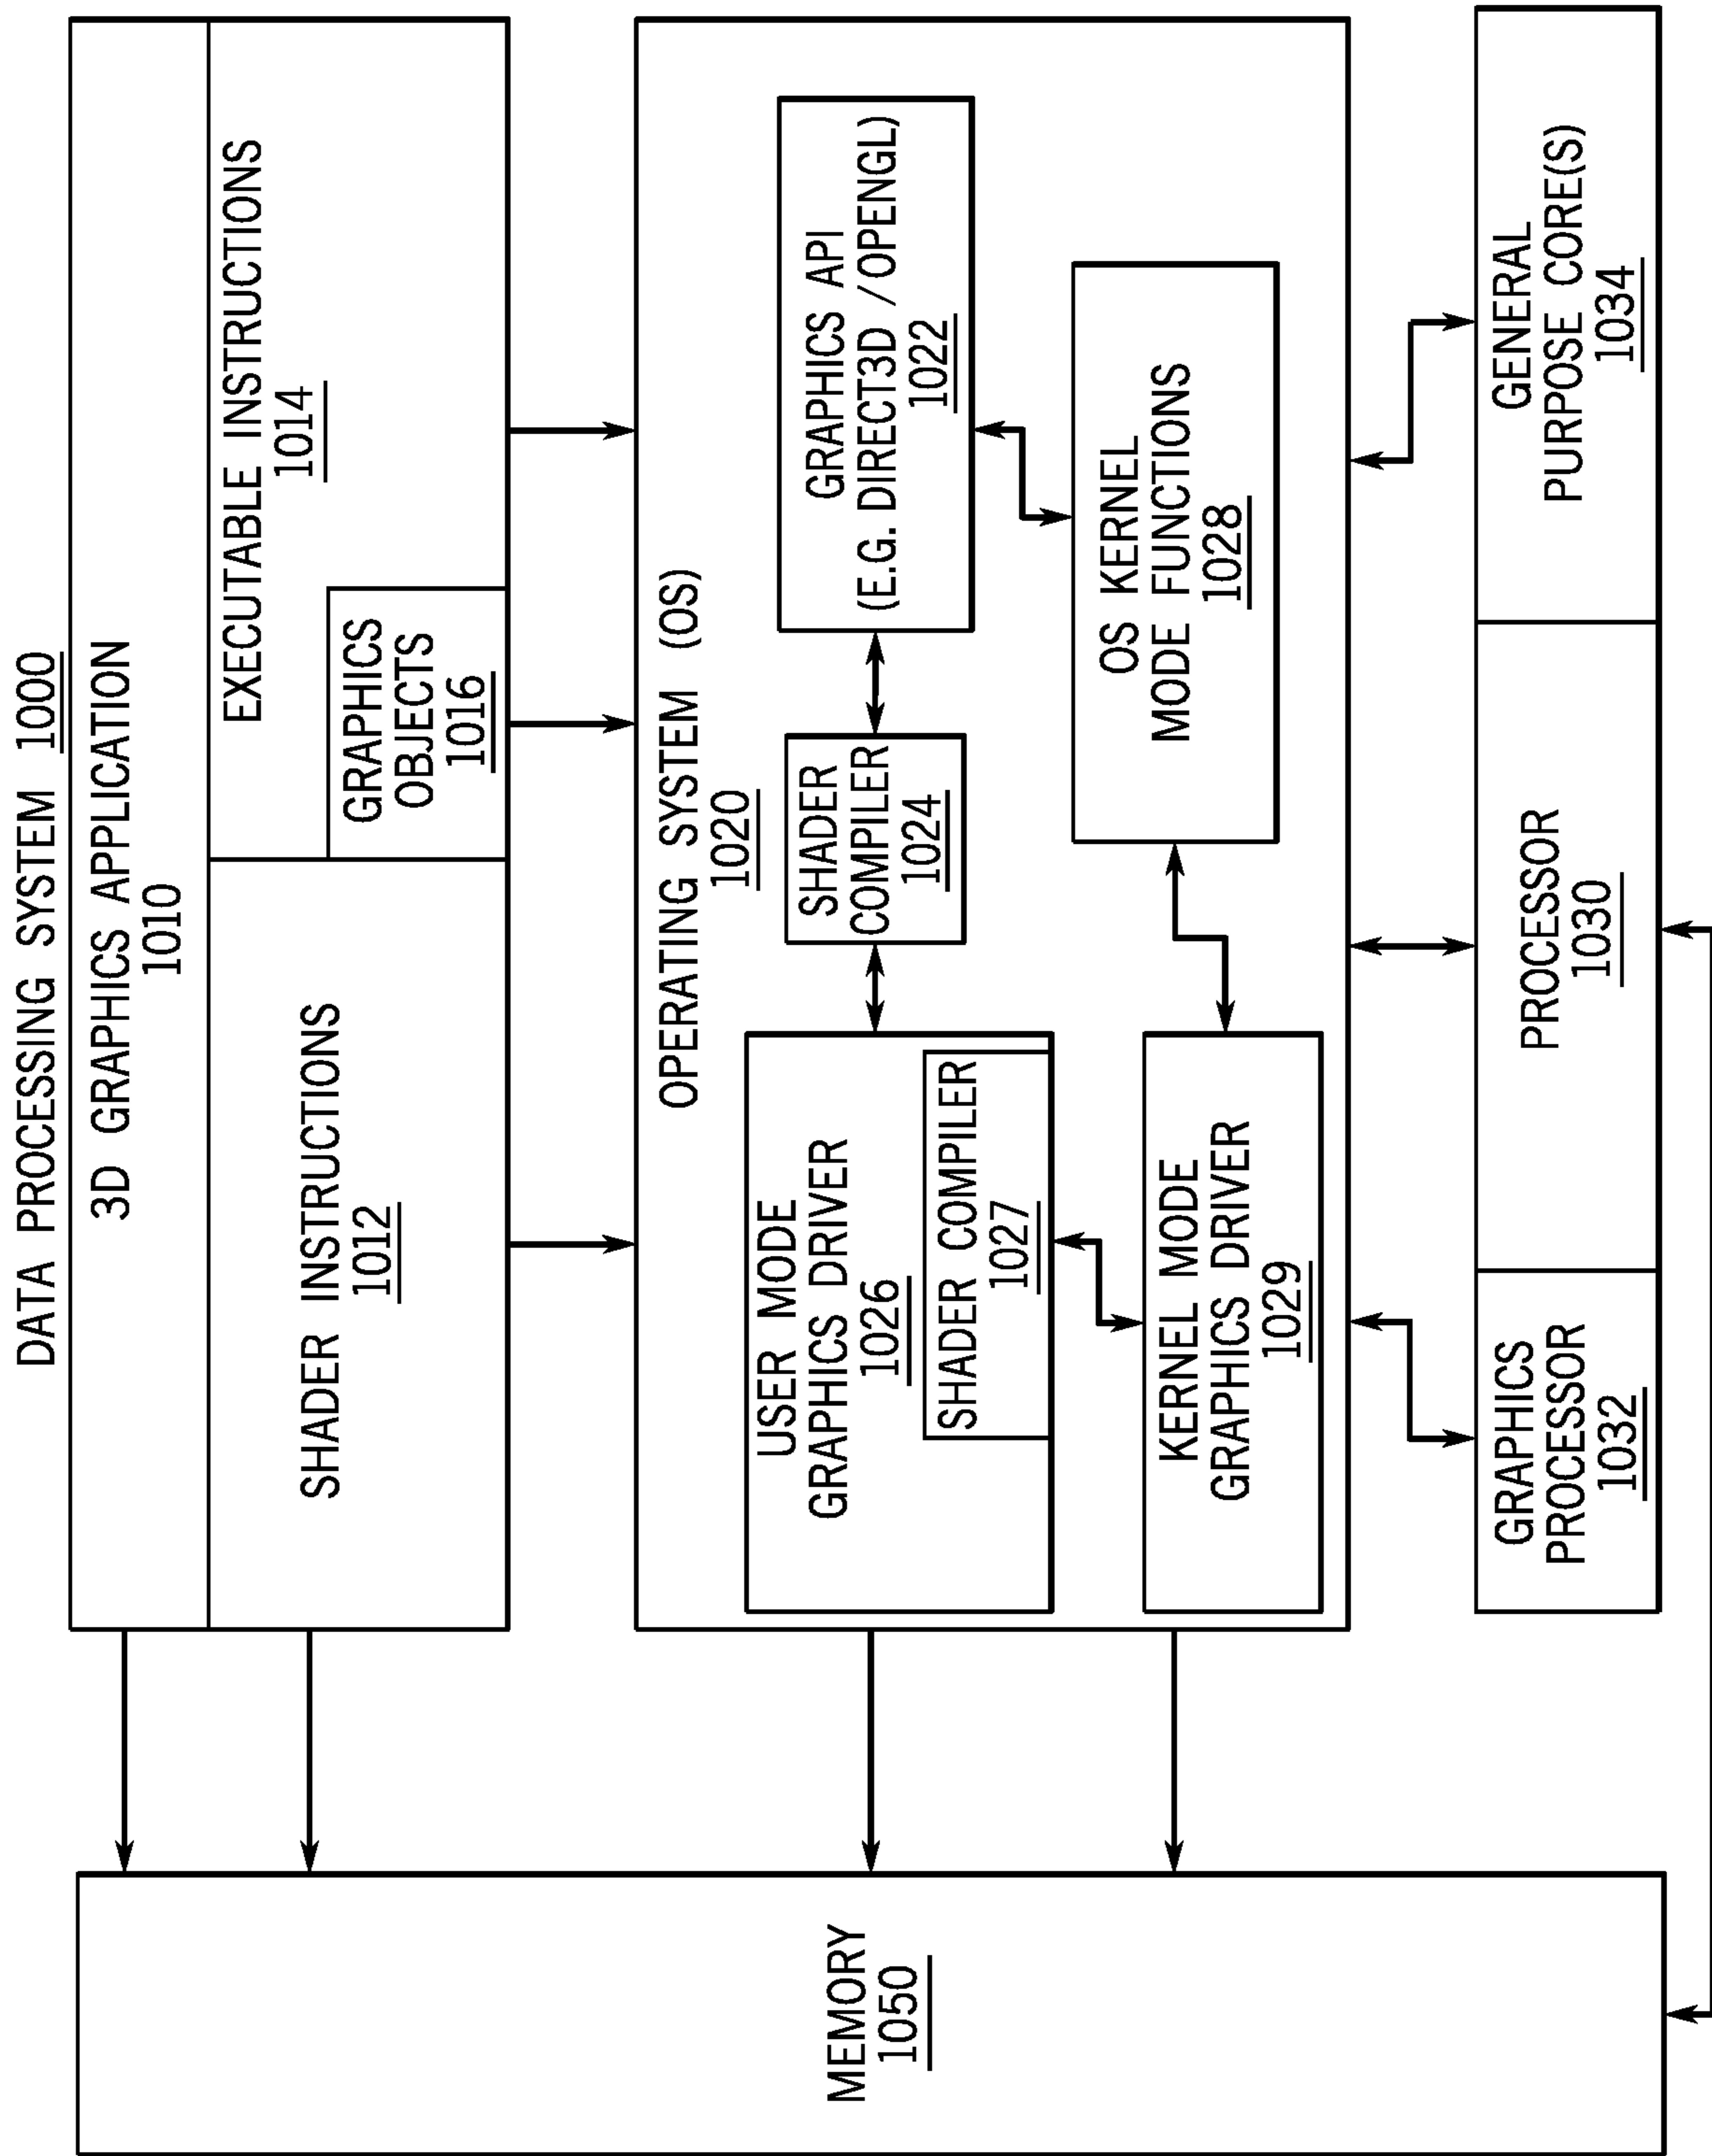 DATA PROCESSING SYSTEM 1000
3D GRAPHICS APPLICATION
1010
SHADER INSTRUCTIONS
1012
EXECUTABLE INSTRUCTIONS
1014
GRAPHICS
OBJECTS
1016
OPERATING SYSTEM (OS)
1020
USER MODE
GRAPHICS DRIVER
1026
SHADER COMPILER
1027
SHADER
COMPILER
1024
GRAPHICS API
(E.G. DIRECT3D /OPENGL)
1022
KERNEL MODE
GRAPHICS DRIVER
1029
OS KERNEL
MODE FUNCTIONS
1028
GRAPHICS
PROCESSOR
1032
PROCESSOR
1030
GENERAL
PURPOSE CORE(S)
1034
MEMORY
1050